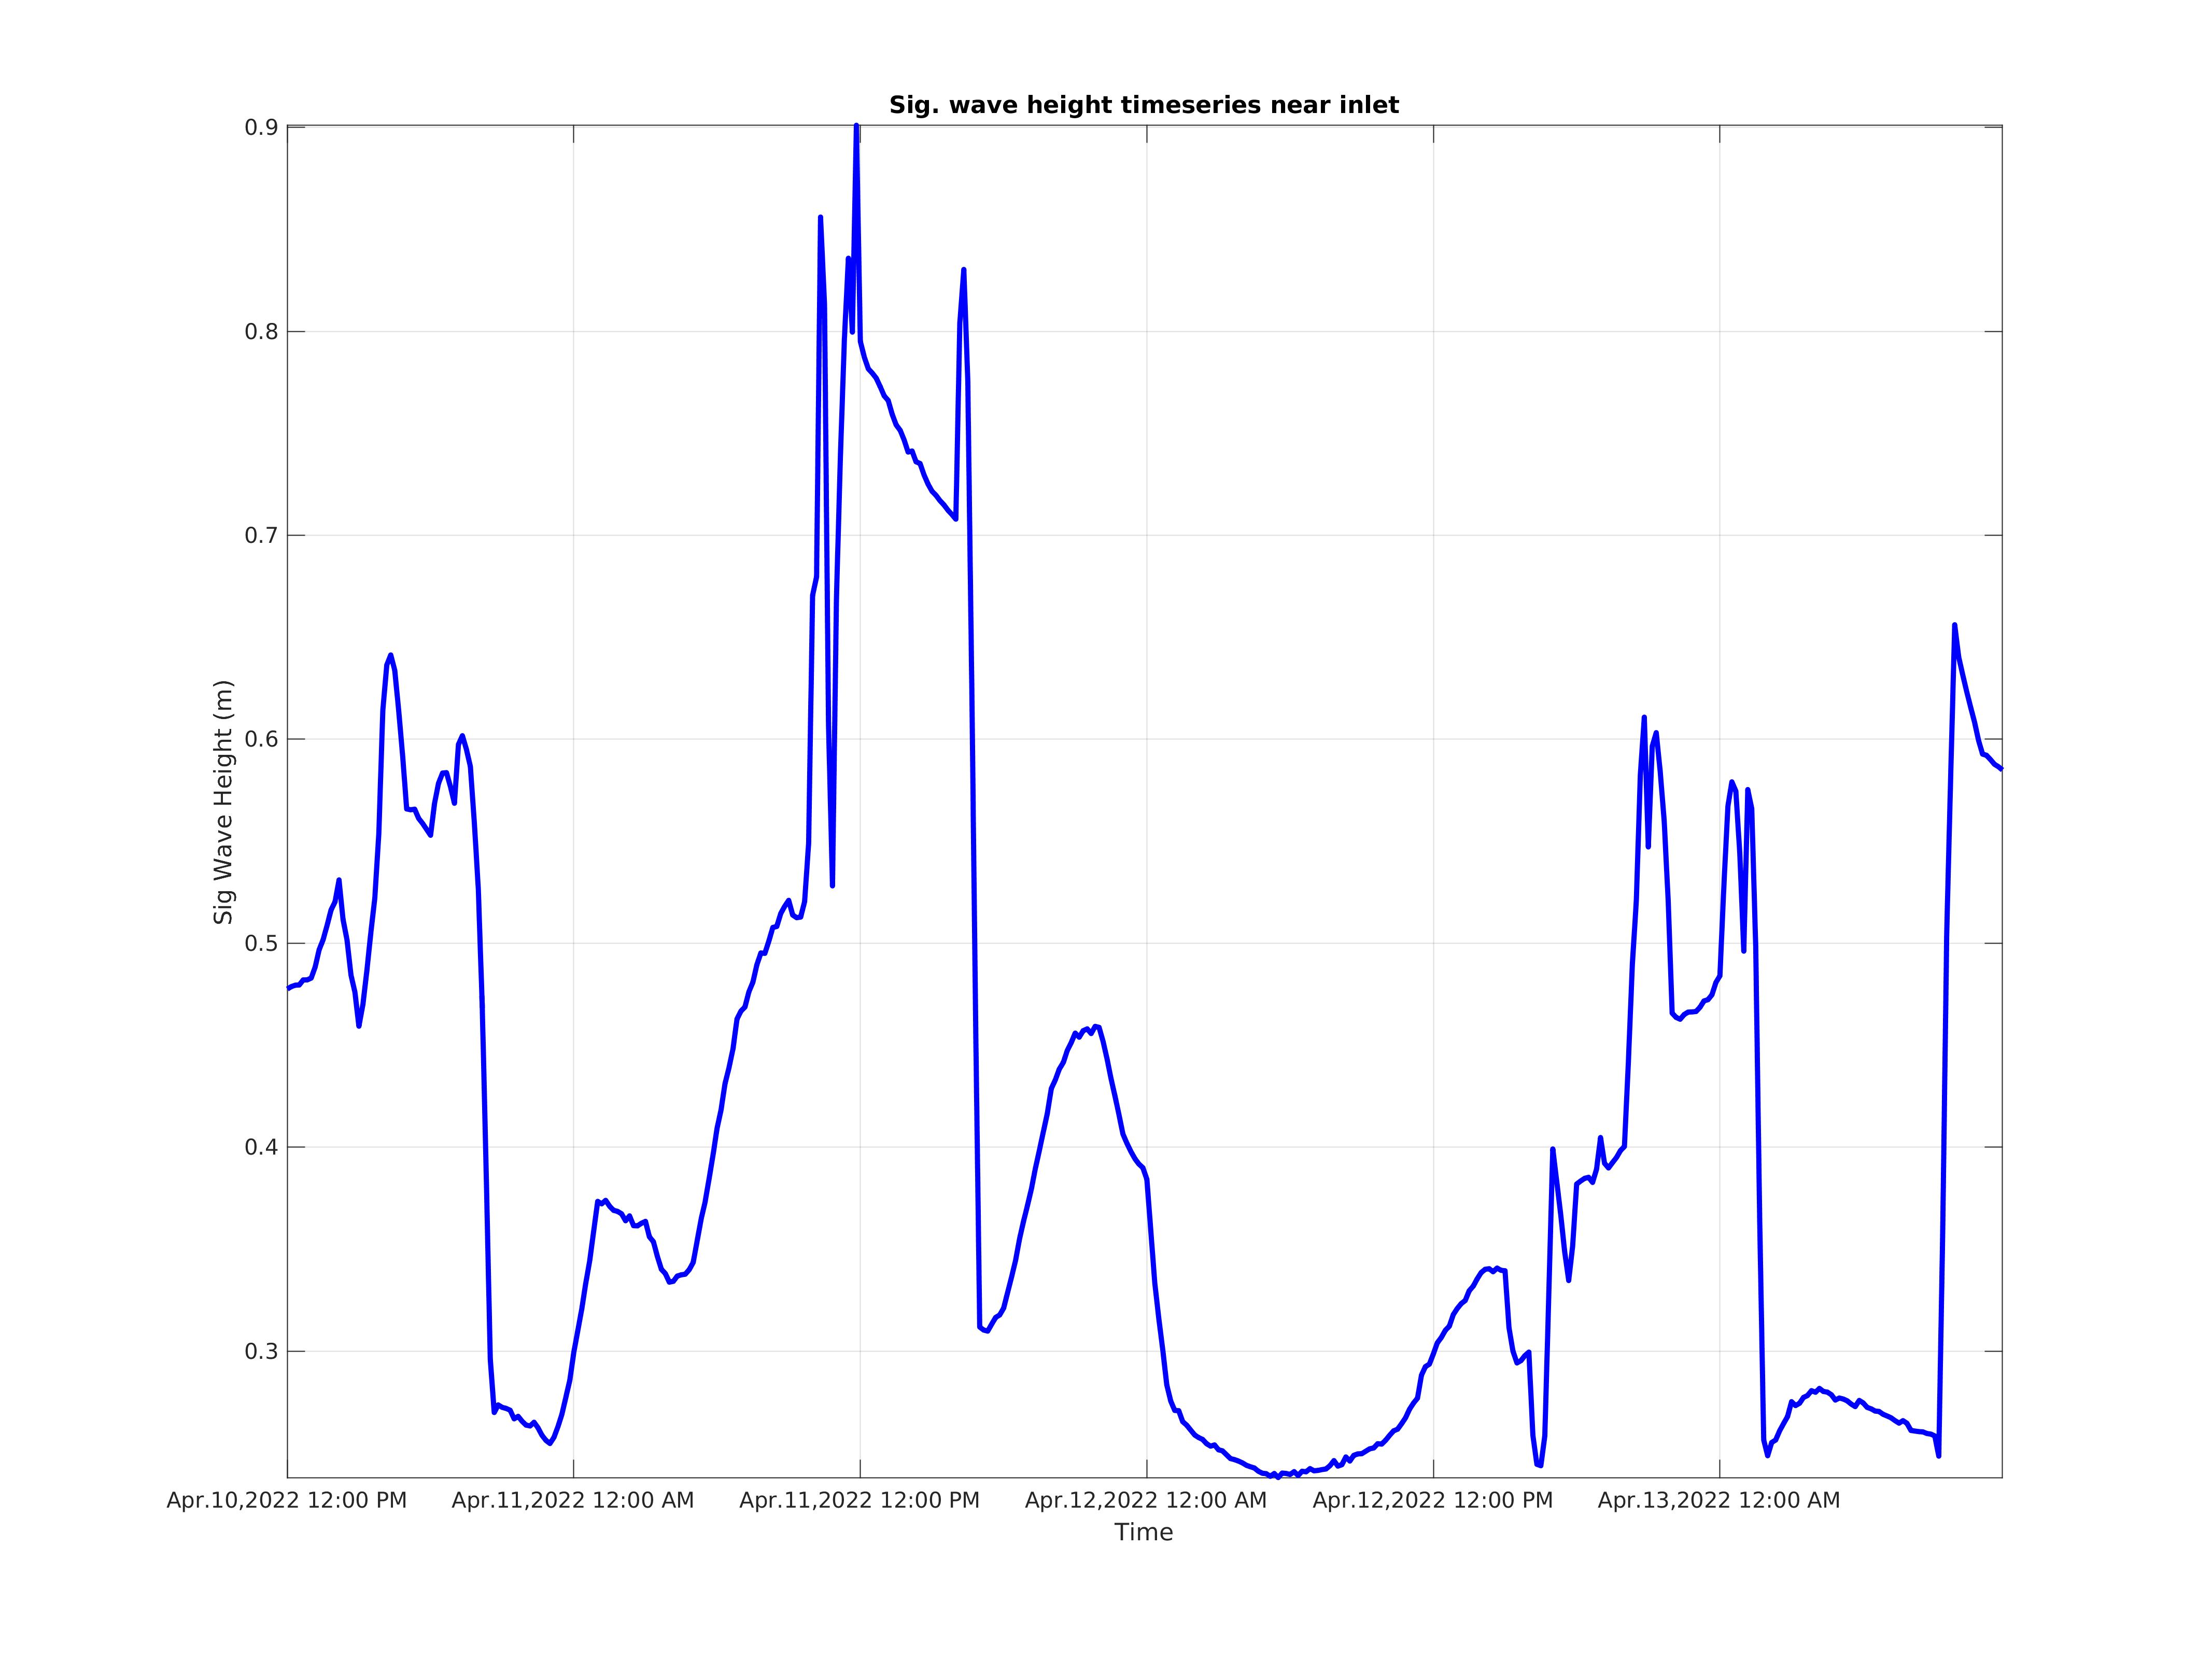 Sig. wave height timeseries near inlet
0.9
0.8
0.7
0.6
0.5
0.4
0.3
Sig Wave Height (m)
Apr.10,2022 12:00 PM Apr.11,2022 12:00 AM Apr.11,2022 12:00 PM Apr.12,2022 12:00 AM Apr.12,2022 12:00 PM Apr.13,2022 12:00 AM
Time